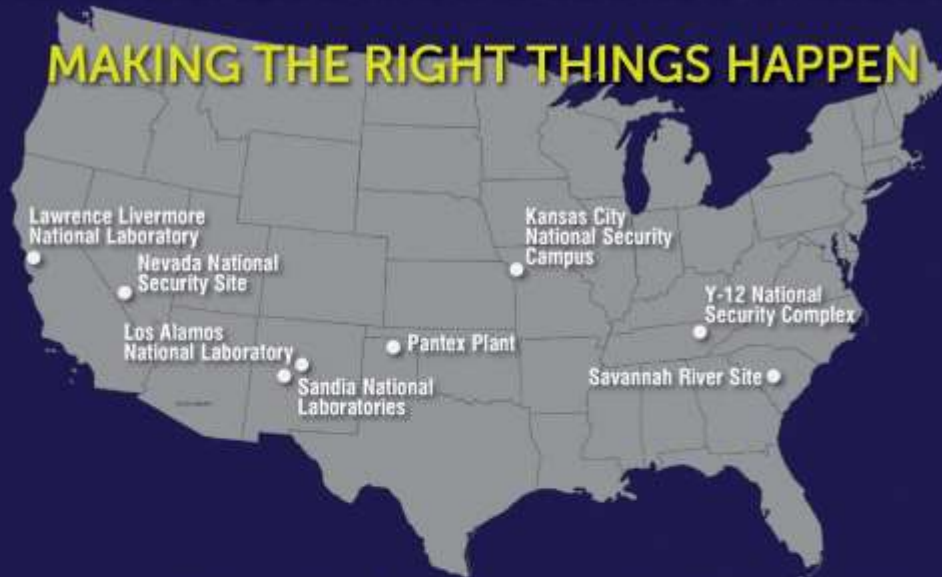 MAKING THE RIGHT THINGS HAPPEN
Lawrence Livermore
National Laboratory
Nevada National
Security Site
Los Alamos
National Laboratory
Sandia National
Laboratories
Pantex Plant
Kansas City
National Security
Campus
Y-12 National
Security Complex
Savannah River Site